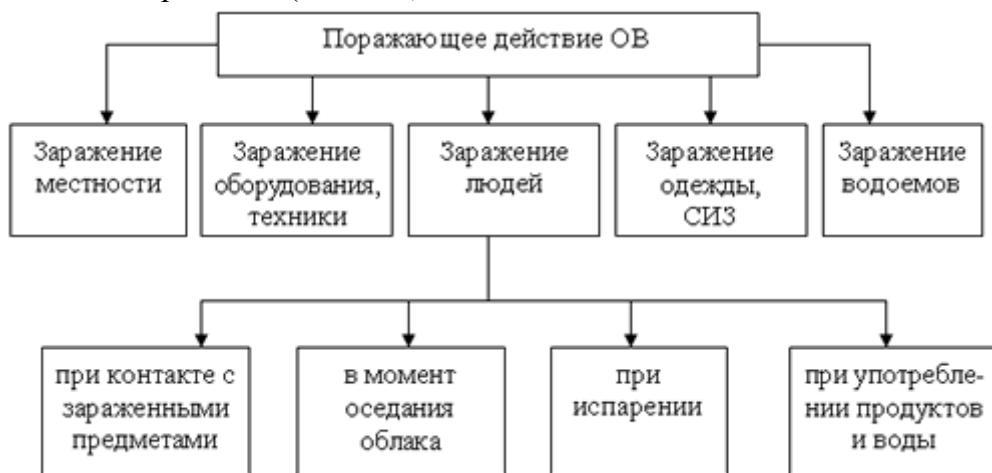 Поражающее действие ОВ
Заражение
местности
Заражение
оборудования,
техники
Заражение
людей
Заражение
одежды,
СИЗ
Заражение
водоемов
при контакте с
зараженными
предметами
в момент
оседания
облака
при
испарении
при употребле-
нии продуктов
и воды